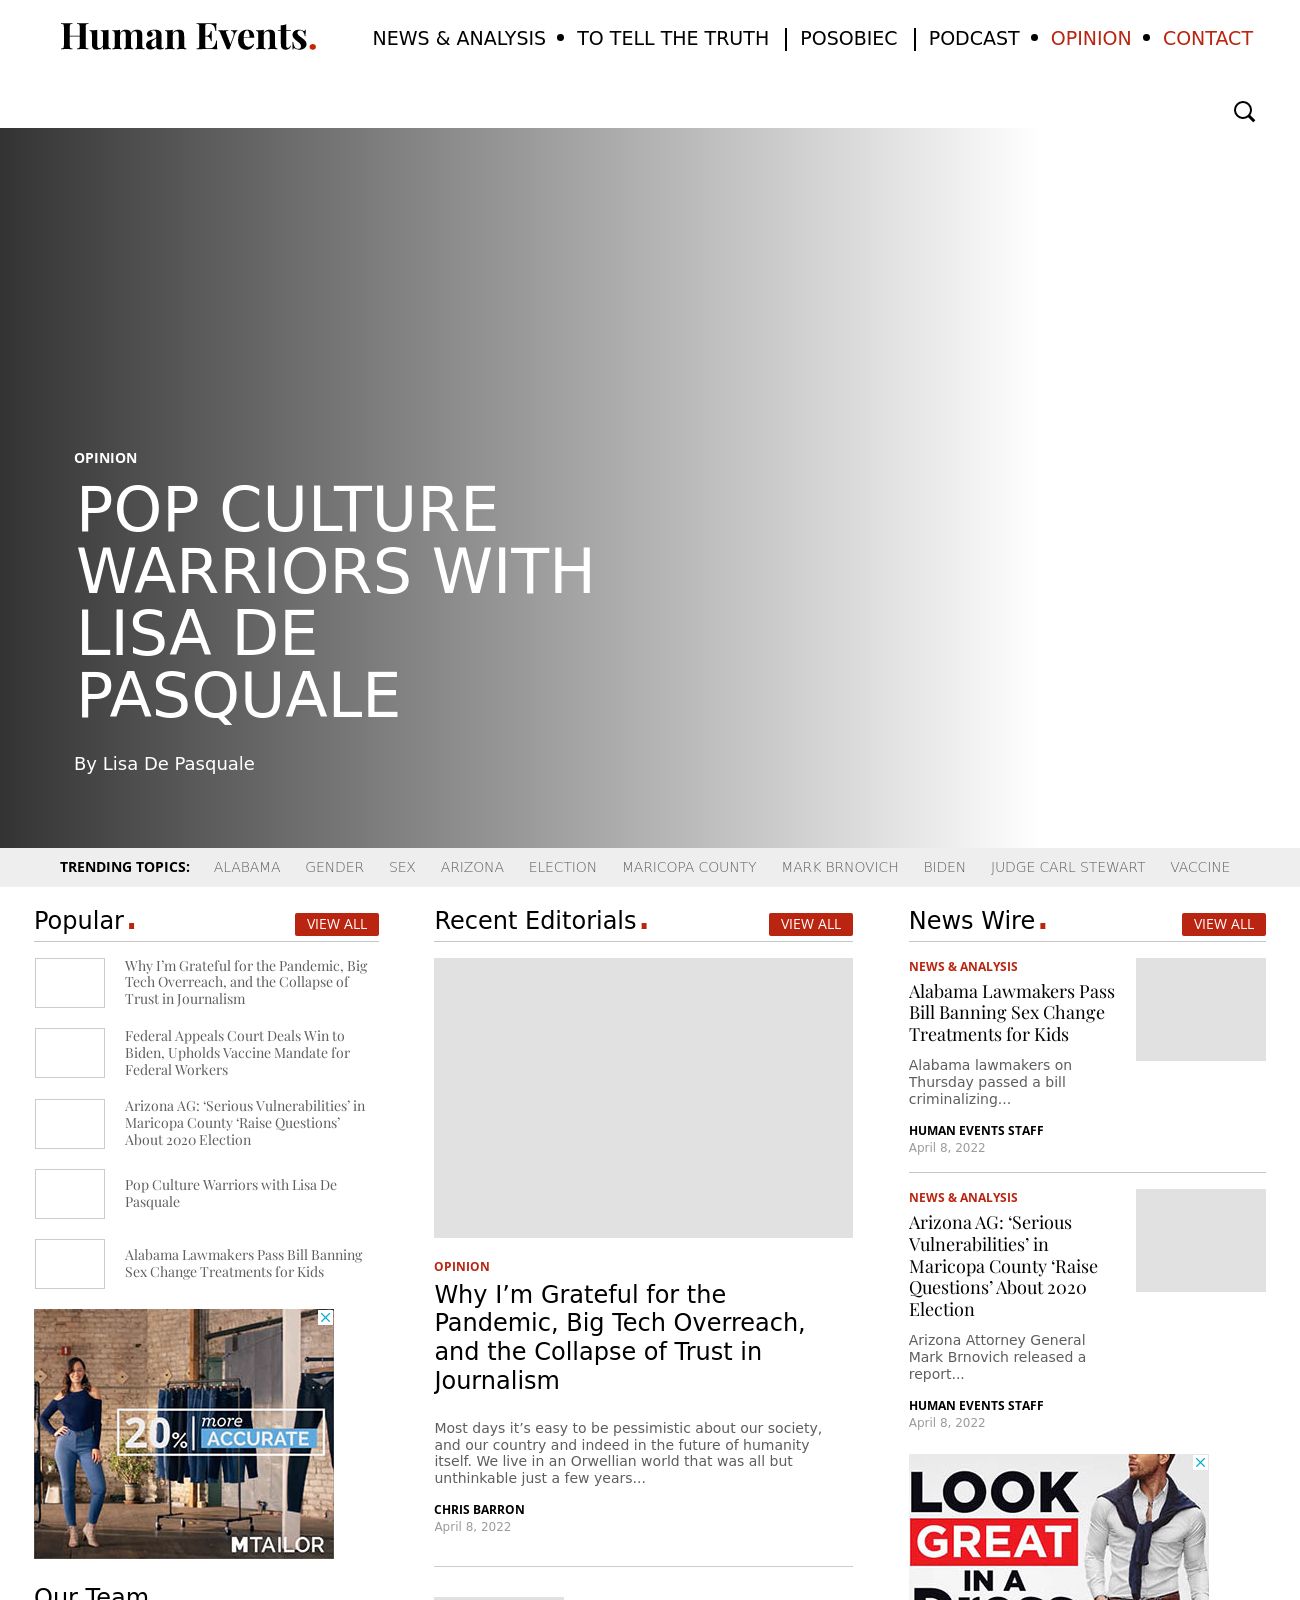 Human Events.
NEWS & ANALYSIS • TO TELL THE TRUTH | POSOBIEC | PODCAST • OPINION • CONTACT
OPINION
POP CULTURE
WARRIORS WITH
LISA DE
PASQUALE
By Lisa De Pasquale
TRENDING TOPICS: ALABAMA GENDER SEX ARIZONA ELECTION MARICOPA COUNTY MARK BRNOVICH BIDEN JUDGE CARL STEWART VACCINE
Popular.
VIEW ALL
Why I’m Grateful for the Pandemic, Big
Tech Overreach, and the Collapse of
Trust in Journalism
Federal Appeals Court Deals Win to
Biden, Upholds Vaccine Mandate for
Federal Workers
Arizona AG: ‘Serious Vulnerabilities’ in
Maricopa County ‘Raise Questions’
About 2020 Election
Pop Culture Warriors with Lisa De
Pasquale
Alabama Lawmakers Pass Bill Banning
Sex Change Treatments for Kids
20% more
ACCURATE
MTAILOR
Our Team
Recent Editorials.
VIEW ALL
OPINION
Why I’m Grateful for the
Pandemic, Big Tech Overreach,
and the Collapse of Trust in
Journalism
Most days it’s easy to be pessimistic about our society,
and our country and indeed in the future of humanity
itself. We live in an Orwellian world that was all but
unthinkable just a few years...
CHRIS BARRON
April 8, 2022
News Wire.
VIEW ALL
NEWS & ANALYSIS
Alabama Lawmakers Pass
Bill Banning Sex Change
Treatments for Kids
Alabama lawmakers on
Thursday passed a bill
criminalizing...
HUMAN EVENTS STAFF
April 8, 2022
NEWS & ANALYSIS
Arizona AG: ‘Serious
Vulnerabilities’ in
Maricopa County ‘Raise
Questions’ About 2020
Election
Arizona Attorney General
Mark Brnovich released a
report...
HUMAN EVENTS STAFF
April 8, 2022
LOOK
GREAT
IN A
Dress